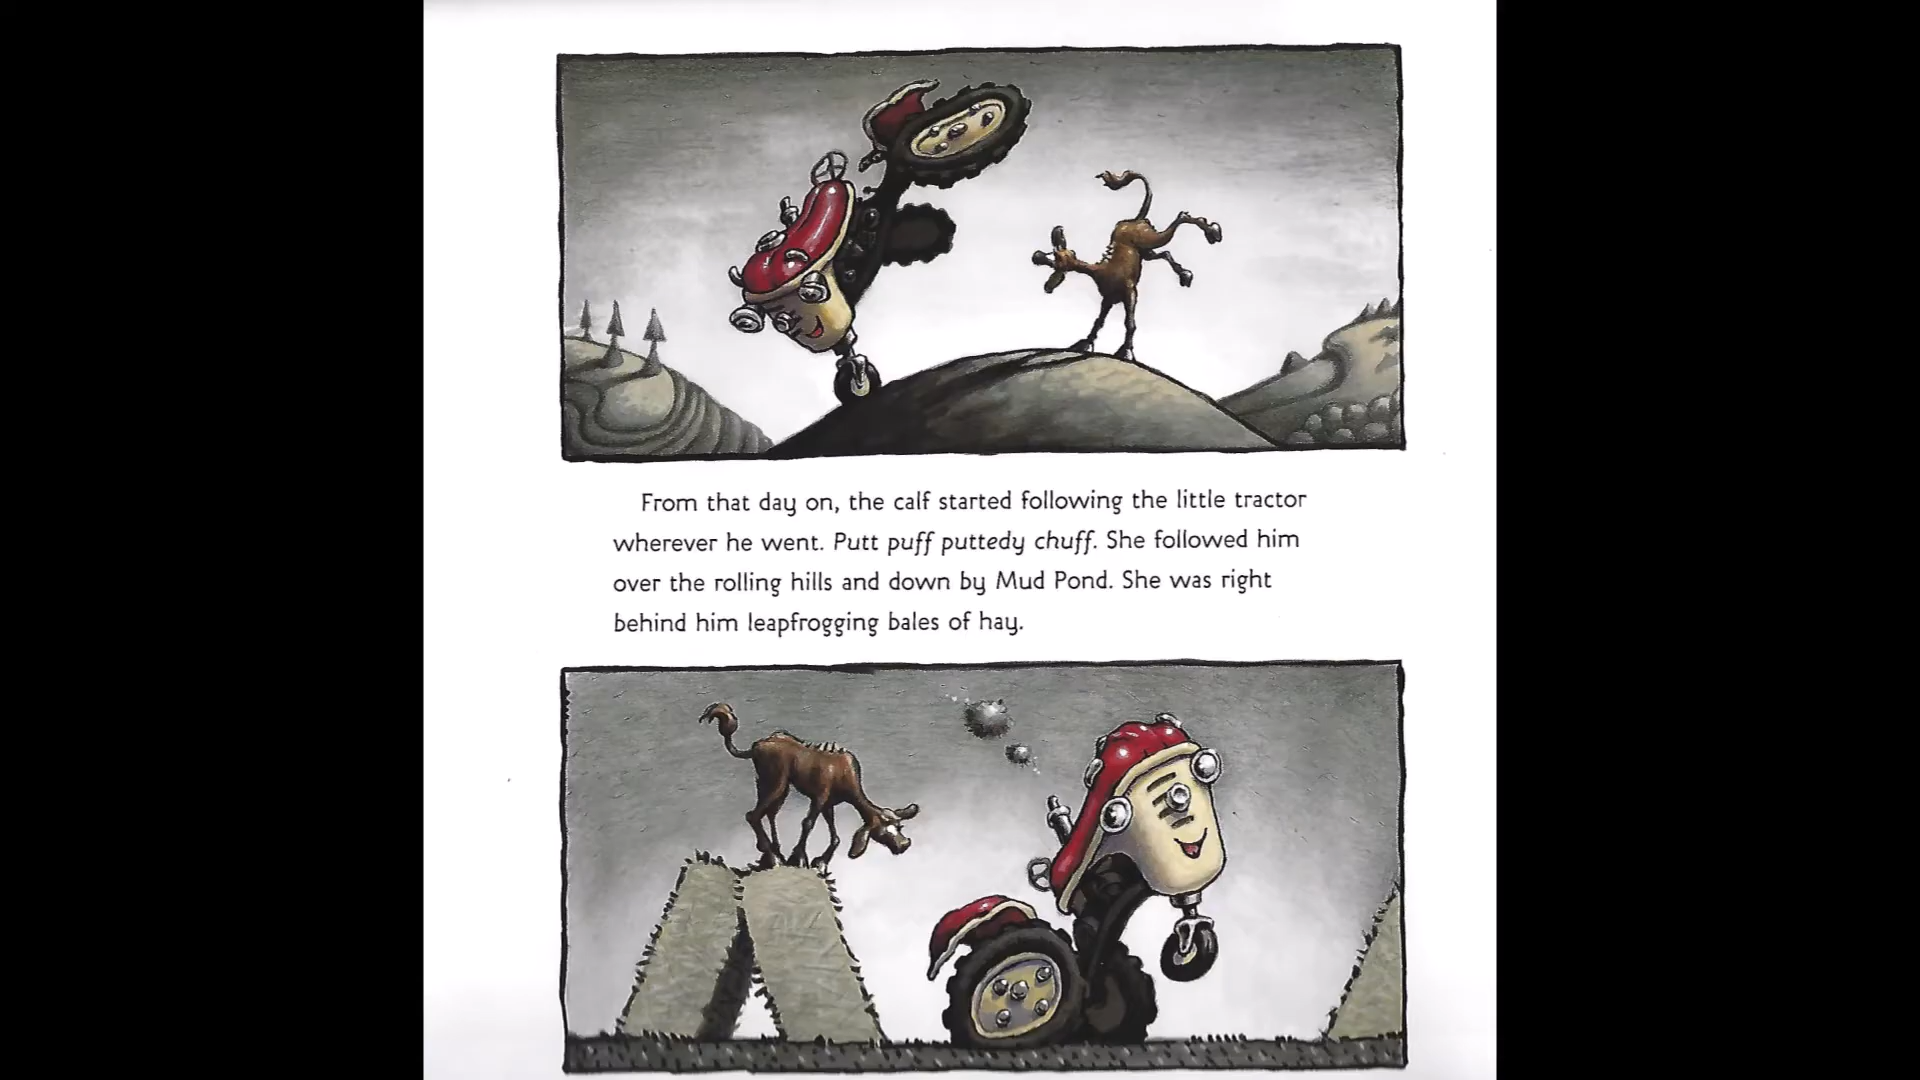 From that day on, the calf started following the little tractor
wherever he went. Putt puff puttedy chuff. She followed him
over the rolling hills and down by Mud Pond. She was right
behind him leapfrogging bales of hay.